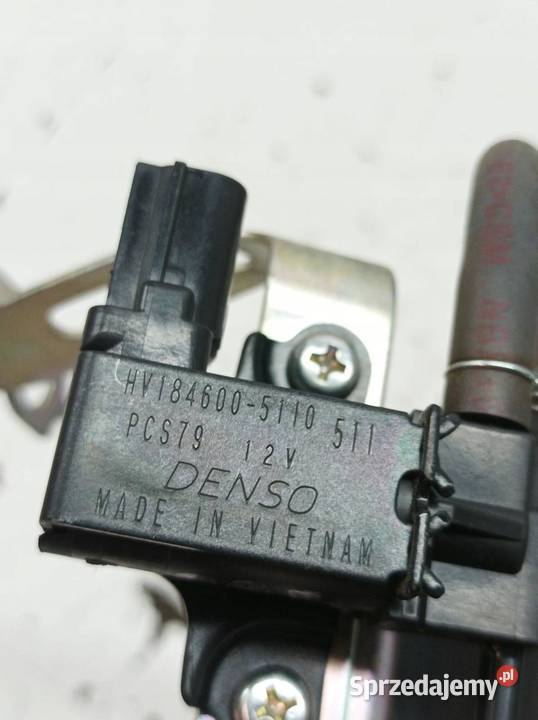 HV184600-5110 511
PCS79 12V
DENSO
MADE IN VIETNAM
Sprzedajemy.pl